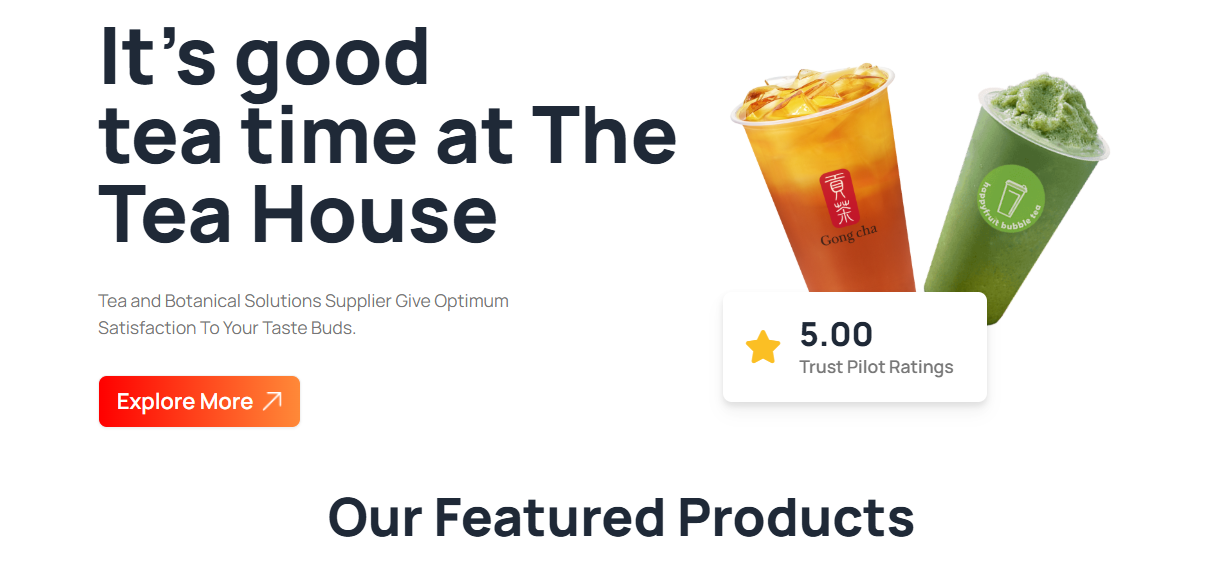 It’s good
tea time at The
Tea House
Tea and Botanical Solutions Supplier Give Optimum
Satisfaction To Your Taste Buds.
Explore More
貢茶
Gong cha
happyfruit bubble tea
5.00
Trust Pilot Ratings
Our Featured Products